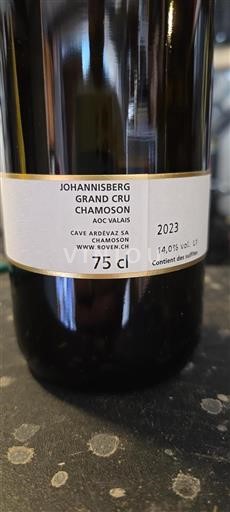 JOHANNISBERG
GRAND CRU
CHAMOSON
AOC VALAIS
CAVE ARDÉVAZ SA
CHAMOSON
WWW.BOVEN.CH
75 cl
2023
14,0% vol. L1
Contient des sulfites